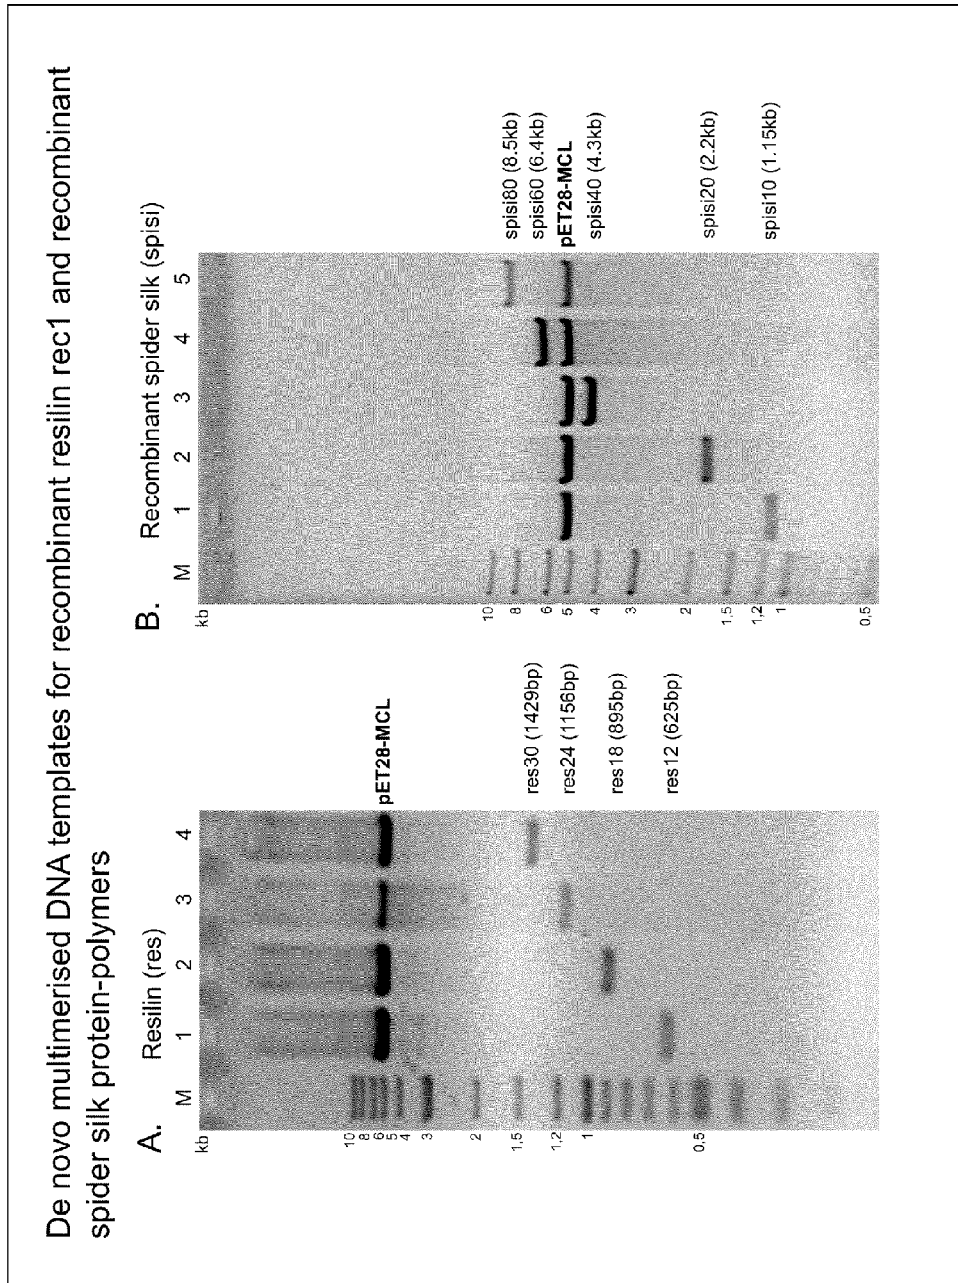 De novo multimerised DNA templates for recombinant resilin rec1 and recombinant
spider silk protein-polymers
A.
Resilin (res)
kb
M
1
2
3
4
10
8
6
5
4
3
2
1,5
1,2
1
0,5
pET28-MCL
res30 (1429bp)
res24 (1156bp)
res18 (895bp)
res12 (625bp)
B.
Recombinant spider silk (spisi)
kb
M
1
2
3
4
5
10
8
6
5
4
3
2
1,5
1,2
1
0,5
spisi80 (8.5kb)
spisi60 (6.4kb)
pET28-MCL
spisi40 (4.3kb)
spisi20 (2.2kb)
spisi10 (1.15kb)